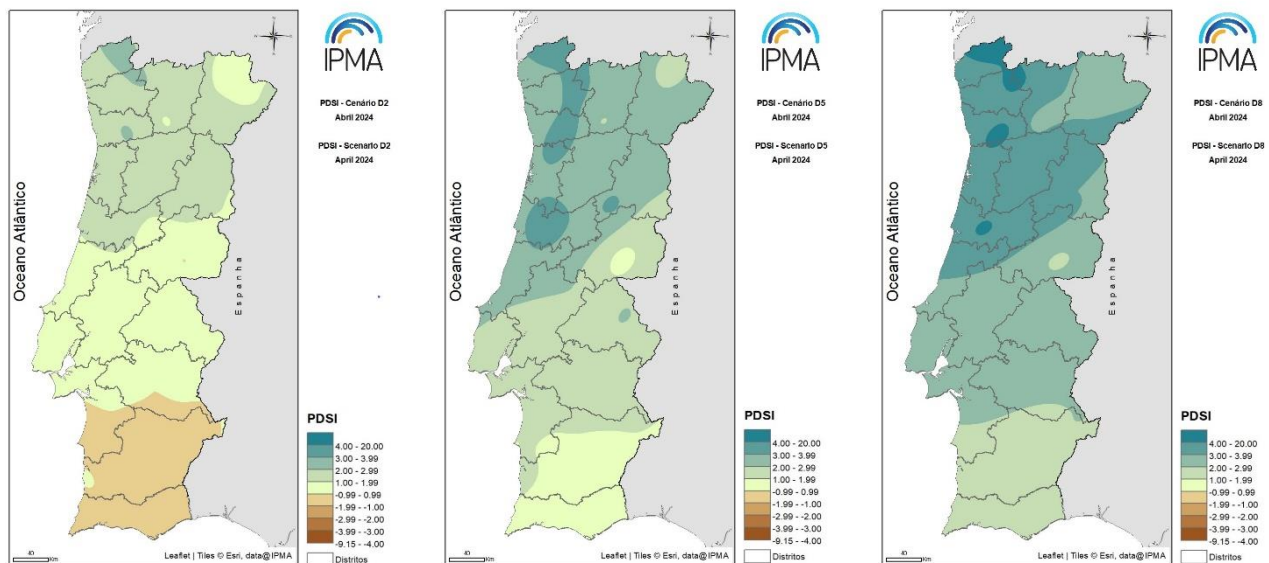 IPMA
PDSI - Cenário D2
Abril 2024
PDSI - Scenario D2
April 2024
Oceano Atlântico
Espanha
PDSI
4.00 - 20.00
3.00 - 3.99
2.00 - 2.99
1.00 - 1.99
-0.99 - 0.99
-1.99 - -1.00
-2.99 - -2.00
-3.99 - -3.00
-9.15 - -4.00
Distritos
40
Km
Leaflet | Tiles © Esri, data@IPMA
IPMA
PDSI - Cenário D5
Abril 2024
PDSI - Scenario D5
April 2024
Oceano Atlântico
Espanha
PDSI
4.00 - 20.00
3.00 - 3.99
2.00 - 2.99
1.00 - 1.99
-0.99 - 0.99
-1.99 - -1.00
-2.99 - -2.00
-3.99 - -3.00
-9.15 - -4.00
Distritos
40
Km
Leaflet | Tiles © Esri, data@IPMA
IPMA
PDSI - Cenário D8
Abril 2024
PDSI - Scenario D8
April 2024
Oceano Atlântico
Espanha
PDSI
4.00 - 20.00
3.00 - 3.99
2.00 - 2.99
1.00 - 1.99
-0.99 - 0.99
-1.99 - -1.00
-2.99 - -2.00
-3.99 - -3.00
-9.15 - -4.00
Distritos
40
Km
Leaflet | Tiles © Esri, data@IPMA